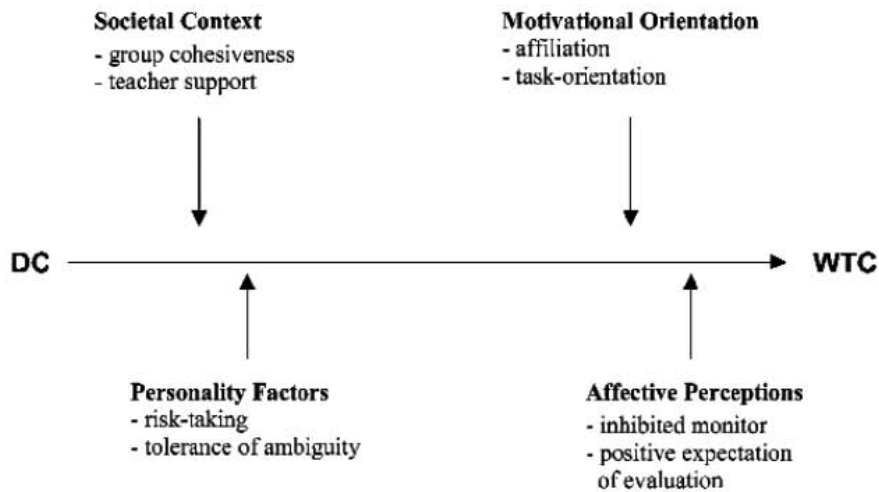 Societal Context
- group cohesiveness
- teacher support
Motivational Orientation
- affiliation
- task-orientation
DC
WTC
Personality Factors
- risk-taking
- tolerance of ambiguity
Affective Perceptions
- inhibited monitor
- positive expectation
of evaluation